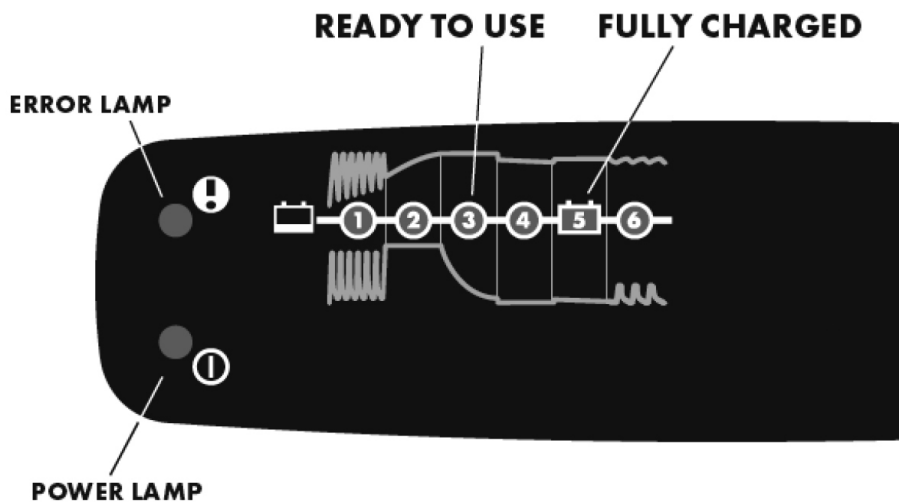 READY TO USE
FULLY CHARGED
ERROR LAMP
1 2 3 4 5 6
POWER LAMP